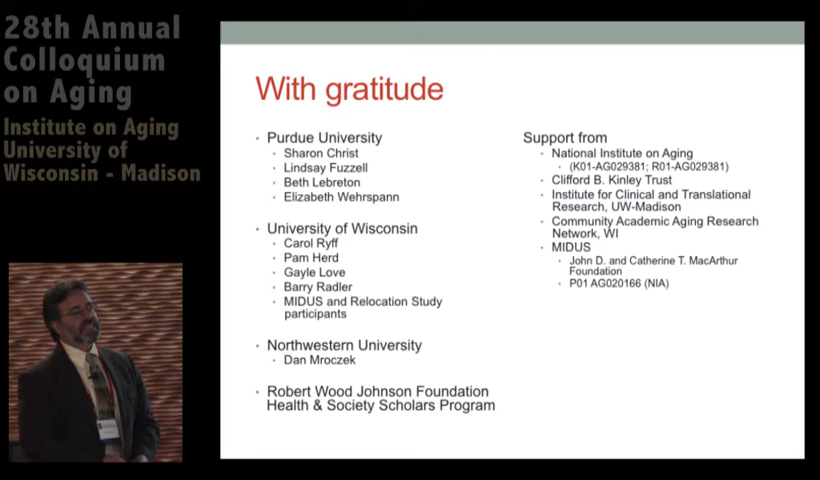 28th Annual
Colloquium
on Aging
Institute on Aging
University of
Wisconsin - Madison
With gratitude
Purdue University
Sharon Christ
Lindsay Fuzzell
Beth Lebreton
Elizabeth Wehrspann
University of Wisconsin
Carol Ryff
Pam Herd
Gayle Love
Barry Radler
MIDUS and Relocation Study
participants
Northwestern University
Dan Mroczek
Robert Wood Johnson Foundation
Health & Society Scholars Program
Support from
National Institute on Aging
(K01-AG029381; R01-AG029381)
Clifford B. Kinley Trust
Institute for Clinical and Translational
Research, UW-Madison
Community Academic Aging Research
Network, WI
MIDUS
John D. and Catherine T. MacArthur
Foundation
P01 AG020166 (NIA)